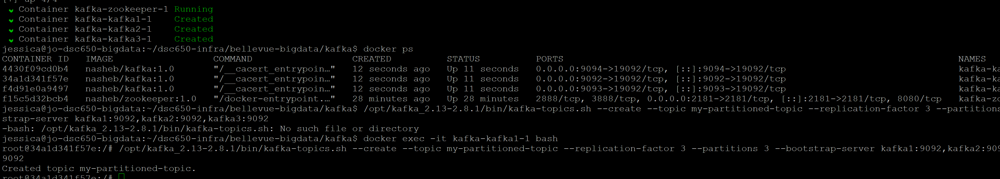 [+] up 4/4
Container kafka-zookeeper-1 Running
Container kafka-kafka1-1 Created
Container kafka-kafka2-1 Created
Container kafka-kafka3-1 Created
jessica@jo-dsc650-bigdata:~/dsc650-infra/bellevue-bigdata/kafka$ docker ps
CONTAINER ID IMAGE COMMAND CREATED STATUS PORTS NAMES
4430f09cd0b4 nasheb/kafka:1.0 "/__cacert_entrypoin…" 12 seconds ago Up 11 seconds 0.0.0.0:9094->19092/tcp, [::]:9094->19092/tcp kafka-ka
34a1d341f57e nasheb/kafka:1.0 "/__cacert_entrypoin…" 12 seconds ago Up 11 seconds 0.0.0.0:9092->19092/tcp, [::]:9092->19092/tcp kafka-ka
f4d91e0a9497 nasheb/kafka:1.0 "/__cacert_entrypoin…" 12 seconds ago Up 11 seconds 0.0.0.0:9093->19092/tcp, [::]:9093->19092/tcp kafka-ka
f15c5d32bcb4 nasheb/zookeeper:1.0 "/docker-entrypoint.…" 28 minutes ago Up 28 minutes 2888/tcp, 3888/tcp, 0.0.0.0:2181->2181/tcp, [::]:2181->2181/tcp, 8080/tcp kafka-zo
jessica@jo-dsc650-bigdata:~/dsc650-infra/bellevue-bigdata/kafka$ /opt/kafka_2.13-2.8.1/bin/kafka-topics.sh --create --topic my-partitioned-topic --replication-factor 3 --partitions
strap-server kafka1:9092,kafka2:9092,kafka3:9092
-bash: /opt/kafka_2.13-2.8.1/bin/kafka-topics.sh: No such file or directory
jessica@jo-dsc650-bigdata:~/dsc650-infra/bellevue-bigdata/kafka$ docker exec -it kafka-kafka1-1 bash
root@34a1d341f57e:/# /opt/kafka_2.13-2.8.1/bin/kafka-topics.sh --create --topic my-partitioned-topic --replication-factor 3 --partitions 3 --bootstrap-server kafka1:9092,kafka2:909
9092
Created topic my-partitioned-topic.
root@34a1d341f57e:/#